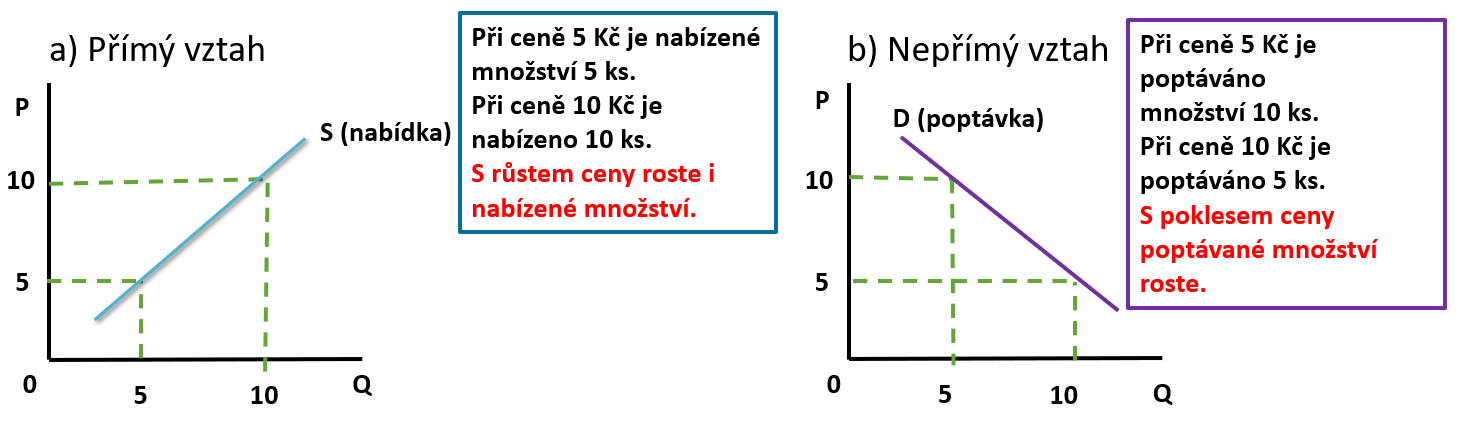 a) Přímý vztah
P
S (nabídka)
10
5
0
5
10
Q
Při ceně 5 Kč je nabízené
množství 5 ks.
Při ceně 10 Kč je
nabízeno 10 ks.
S růstem ceny roste i
nabízené množství.
b) Nepřímý vztah
P
D (poptávka)
10
5
0
5
10
Q
Při ceně 5 Kč je
poptáváno
množství 10 ks.
Při ceně 10 Kč je
poptáváno 5 ks.
S poklesem ceny
poptávané množství
roste.